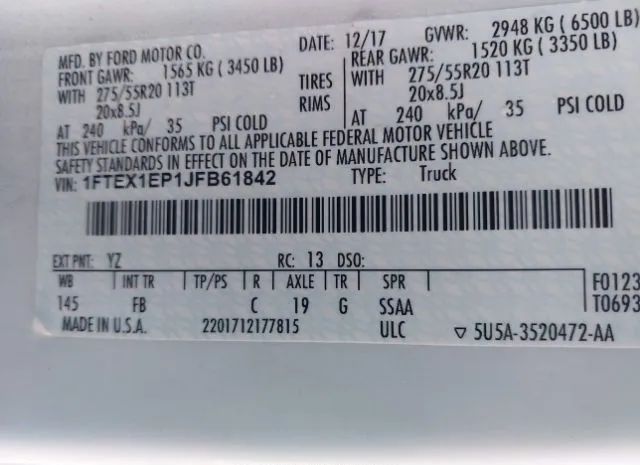 MFD. BY FORD MOTOR CO. DATE: 12/17 GVWR: 2948 KG ( 6500 LB)
FRONT GAWR: 1565 KG ( 3450 LB) REAR GAWR: 1520 KG ( 3350 LB)
WITH 275/55R20 113T TIRES WITH 275/55R20 113T
20x8.5J RIMS 20x8.5J
AT 240 kPa/ 35 PSI COLD AT 240 kPa/ 35 PSI COLD
THIS VEHICLE CONFORMS TO ALL APPLICABLE FEDERAL MOTOR VEHICLE
SAFETY STANDARDS IN EFFECT ON THE DATE OF MANUFACTURE SHOWN ABOVE.
VIN: 1FTEX1EP1JFB61842 TYPE: Truck
EXT PNT: YZ RC: 13 DSO:
WB INT TR TP/PS R AXLE TR SPR F0123
145 FB C 19 G SSAA T0693
MADE IN U.S.A. 2201712177815 ULC ▽ 5U5A-3520472-AA